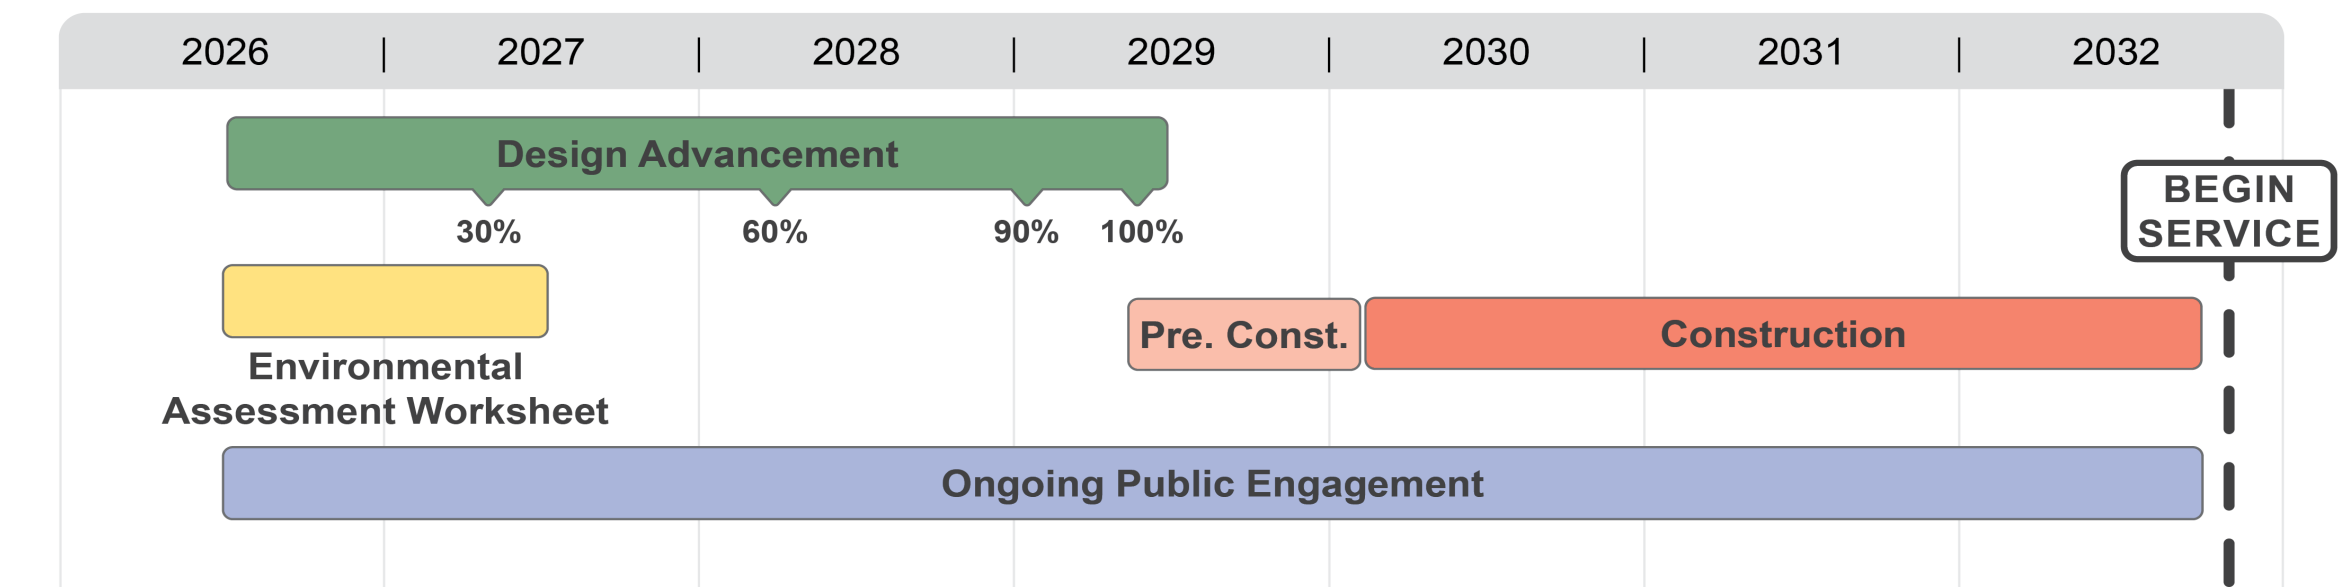 2026 | 2027 | 2028 | 2029 | 2030 | 2031 | 2032
Design Advancement
30% 60% 90% 100%
BEGIN
SERVICE
Pre. Const. Construction
Environmental
Assessment Worksheet
Ongoing Public Engagement